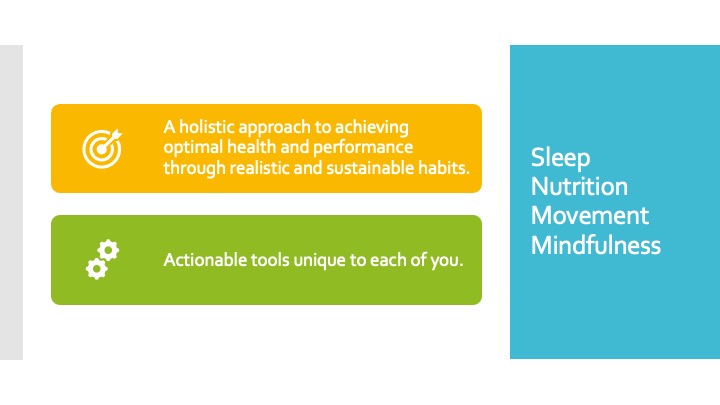 A holistic approach to achieving
optimal health and performance
through realistic and sustainable habits.
Actionable tools unique to each of you.
Sleep
Nutrition
Movement
Mindfulness